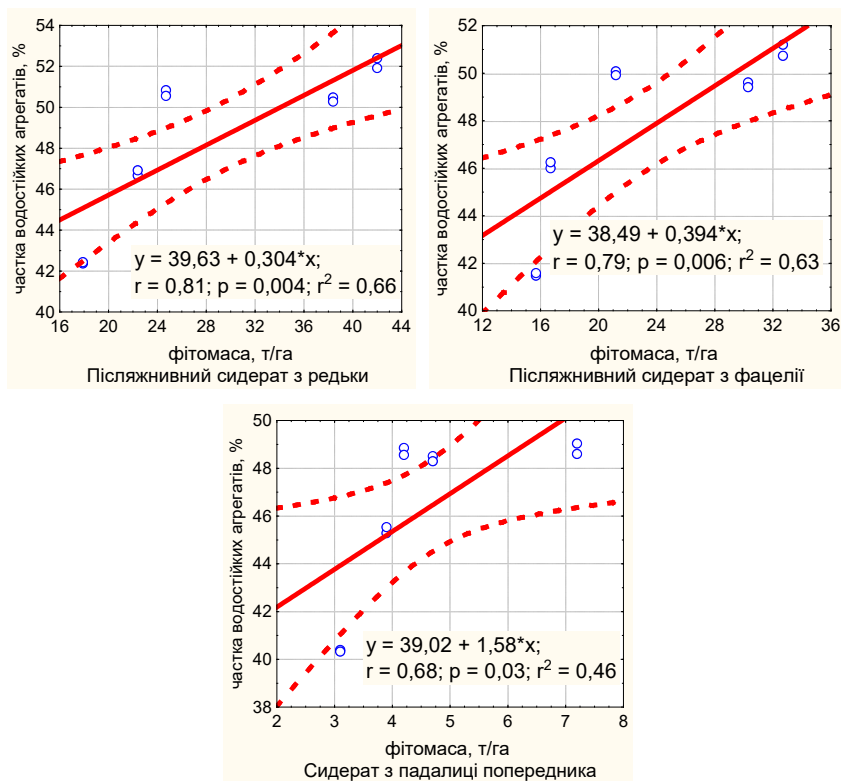 частка водостійких агрегатів, %
54
52
50
48
46
44
42
40
y = 39,63 + 0,304*x;
r = 0,81; p = 0,004; r² = 0,66
16 20 24 28 32 36 40 44
фітомаса, т/га
Післяжнивний сидерат з редьки
частка водостійких агрегатів, %
52
50
48
46
44
42
40
y = 38,49 + 0,394*x;
r = 0,79; p = 0,006; r² = 0,63
12 16 20 24 28 32 36
фітомаса, т/га
Післяжнивний сидерат з фацелії
частка водостійких агрегатів, %
50
48
46
44
42
40
38
y = 39,02 + 1,58*x;
r = 0,68; p = 0,03; r² = 0,46
2 3 4 5 6 7 8
фітомаса, т/га
Сидерат з падалиці попередника